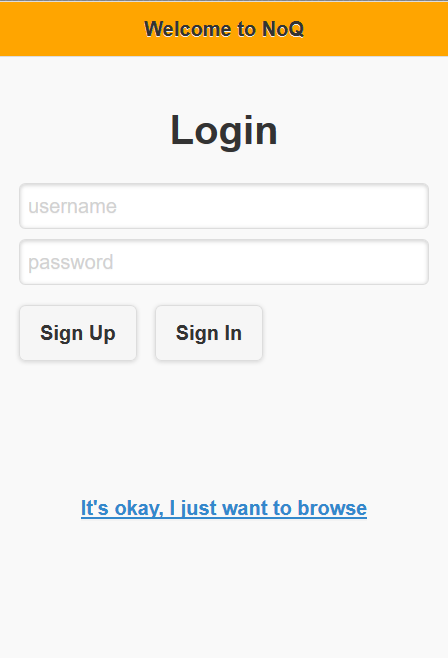 Welcome to NoQ
Login
username
password
Sign Up
Sign In
It's okay, I just want to browse